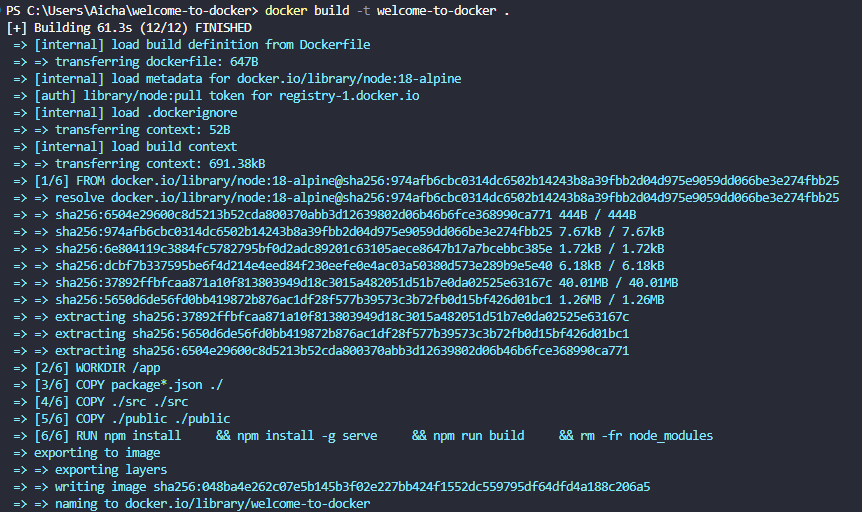 PS C:\Users\Aicha\welcome-to-docker> docker build -t welcome-to-docker .
[+] Building 61.3s (12/12) FINISHED
=> [internal] load build definition from Dockerfile
=> => transferring dockerfile: 647B
=> [internal] load metadata for docker.io/library/node:18-alpine
=> [auth] library/node:pull token for registry-1.docker.io
=> [internal] load .dockerignore
=> => transferring context: 52B
=> [internal] load build context
=> => transferring context: 691.38kB
=> [1/6] FROM docker.io/library/node:18-alpine@sha256:974afb6cbc0314dc6502b14243b8a39fbb2d04d975e9059dd066be3e274fbb25
=> => resolve docker.io/library/node:18-alpine@sha256:974afb6cbc0314dc6502b14243b8a39fbb2d04d975e9059dd066be3e274fbb25
=> => sha256:6504e29600c8d5213b52cda800370abb3d12639802d06b46b6fce368990ca771 444B / 444B
=> => sha256:974afb6cbc0314dc6502b14243b8a39fbb2d04d975e9059dd066be3e274fbb25 7.67kB / 7.67kB
=> => sha256:6e804119c3884fc5782795bf0d2adc89201c63105aece8647b17a7bcebbc385e 1.72kB / 1.72kB
=> => sha256:dcbf7b337595be6f4d214e4eed84f230eefe0e4ac03a50380d573e289b9e5e40 6.18kB / 6.18kB
=> => sha256:37892ffbfcaa871a10f813803949d18c3015a482051d51b7e0da02525e63167c 40.01MB / 40.01MB
=> => sha256:5650d6de56fd0bb419872b876ac1df28f577b39573c3b72fb0d15bf426d01bc1 1.26MB / 1.26MB
=> => extracting sha256:37892ffbfcaa871a10f813803949d18c3015a482051d51b7e0da02525e63167c
=> => extracting sha256:5650d6de56fd0bb419872b876ac1df28f577b39573c3b72fb0d15bf426d01bc1
=> => extracting sha256:6504e29600c8d5213b52cda800370abb3d12639802d06b46b6fce368990ca771
=> [2/6] WORKDIR /app
=> [3/6] COPY package*.json ./
=> [4/6] COPY ./src ./src
=> [5/6] COPY ./public ./public
=> [6/6] RUN npm install     && npm install -g serve     && npm run build     && rm -fr node_modules
=> exporting to image
=> => exporting layers
=> => writing image sha256:048ba4e262c07e5b145b3f02e227bb424f1552dc559795df64dfd4a188c206a5
=> => naming to docker.io/library/welcome-to-docker